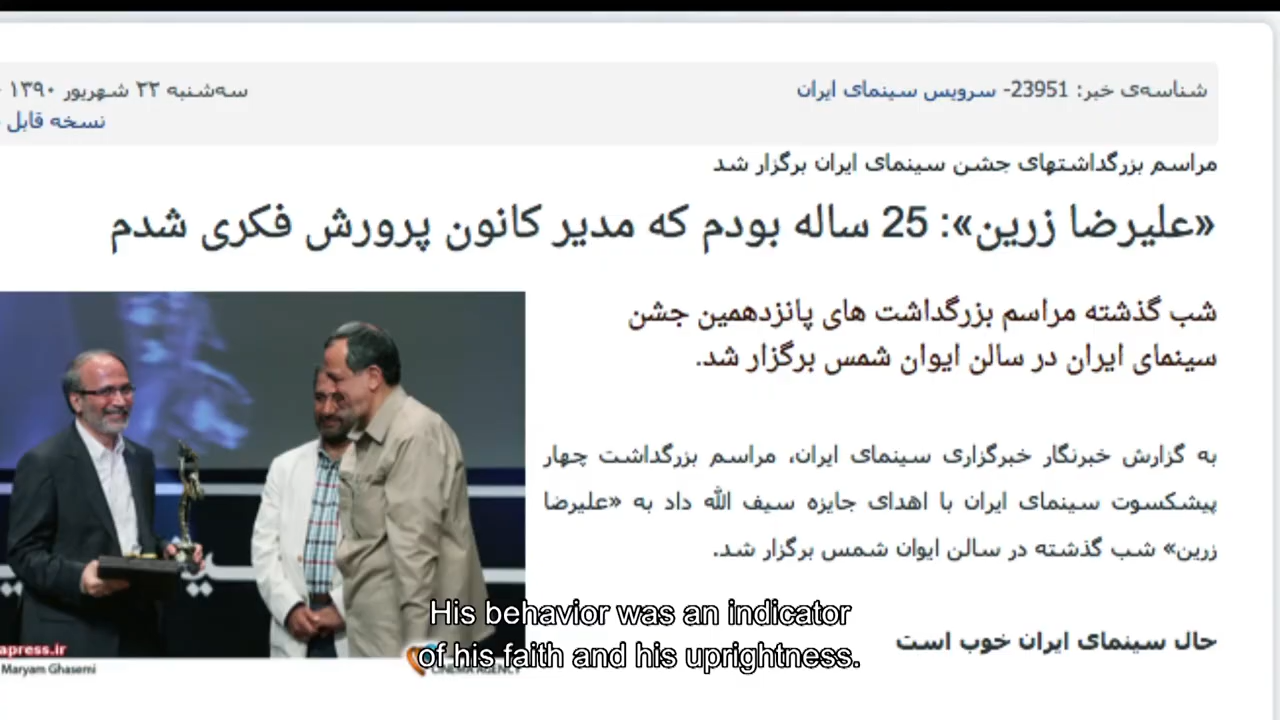 شناسه‌ی خبر: 23951- سرویس سینمای ایران
سه‌شنبه ۲۲ شهریور ۱۳۹۰
نسخه قابل
مراسم بزرگداشتهای جشن سینمای ایران برگزار شد
«علیرضا زرین»: 25 ساله بودم که مدیر کانون پرورش فکری شدم
شب گذشته مراسم بزرگداشت های پانزدهمین جشن
سینمای ایران در سالن ایوان شمس برگزار شد.
به گزارش خبرنگار خبرگزاری سینمای ایران، مراسم بزرگداشت چهار
پیشکسوت سینمای ایران با اهدای جایزه سیف الله داد به «علیرضا
زرین» شب گذشته در سالن ایوان شمس برگزار شد.
حال سینمای ایران خوب است
apress.ir
Maryam Ghasemi
CINEMA AGENCY
His behavior was an indicator
of his faith and his uprightness.